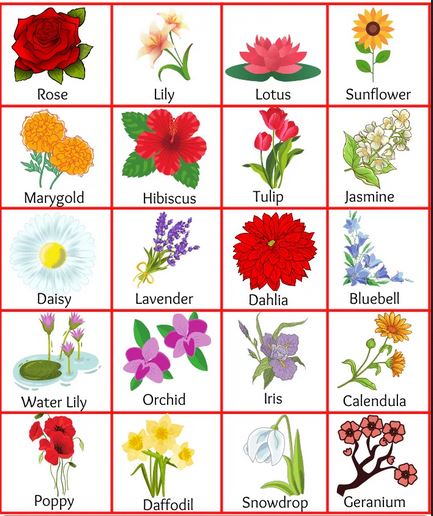 Rose
Lily
Lotus
Sunflower
Marygold
Hibiscus
Tulip
Jasmine
Daisy
Lavender
Dahlia
Bluebell
Water Lily
Orchid
Iris
Calendula
Poppy
Daffodil
Snowdrop
Geranium